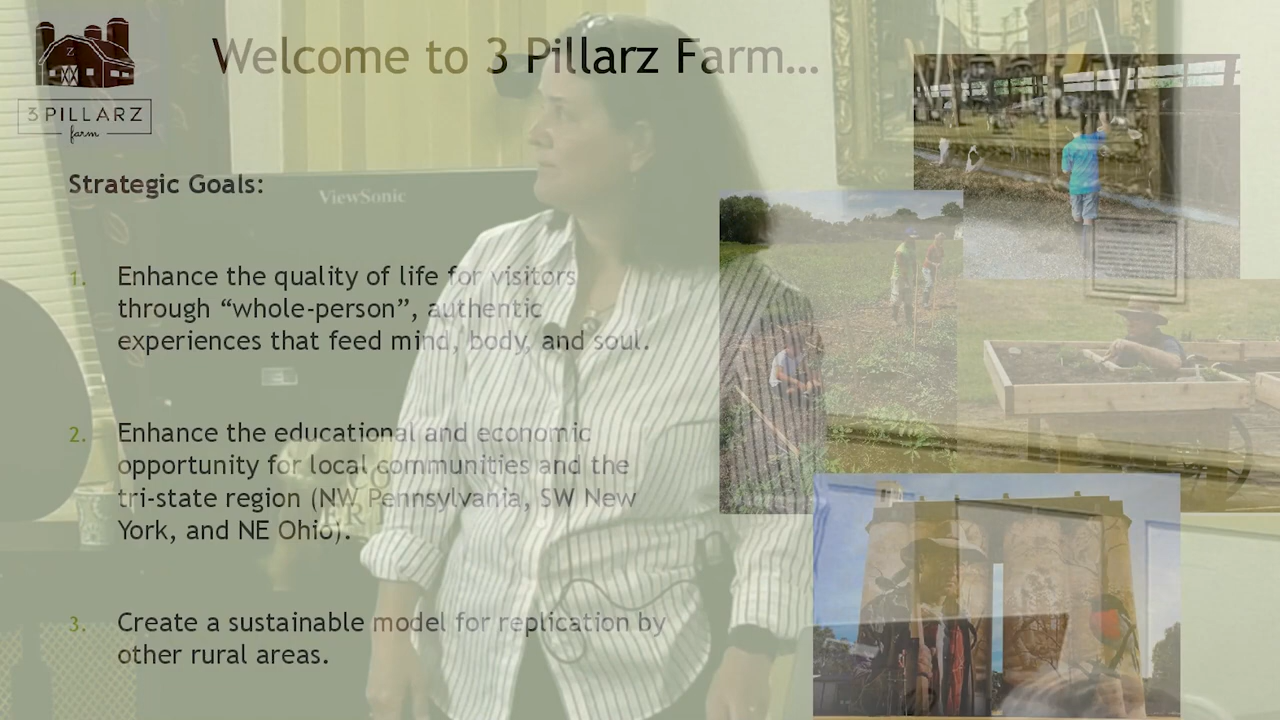 Welcome to 3 Pillarz Farm…
Z
3 PILLARZ
farm
Strategic Goals:
ViewSonic
1. Enhance the quality of life for visitors
through “whole-person”, authentic
experiences that feed mind, body, and soul.
2. Enhance the educational and economic
opportunity for local communities and the
tri-state region (NW Pennsylvania, SW New
York, and NE Ohio).
3. Create a sustainable model for replication by
other rural areas.